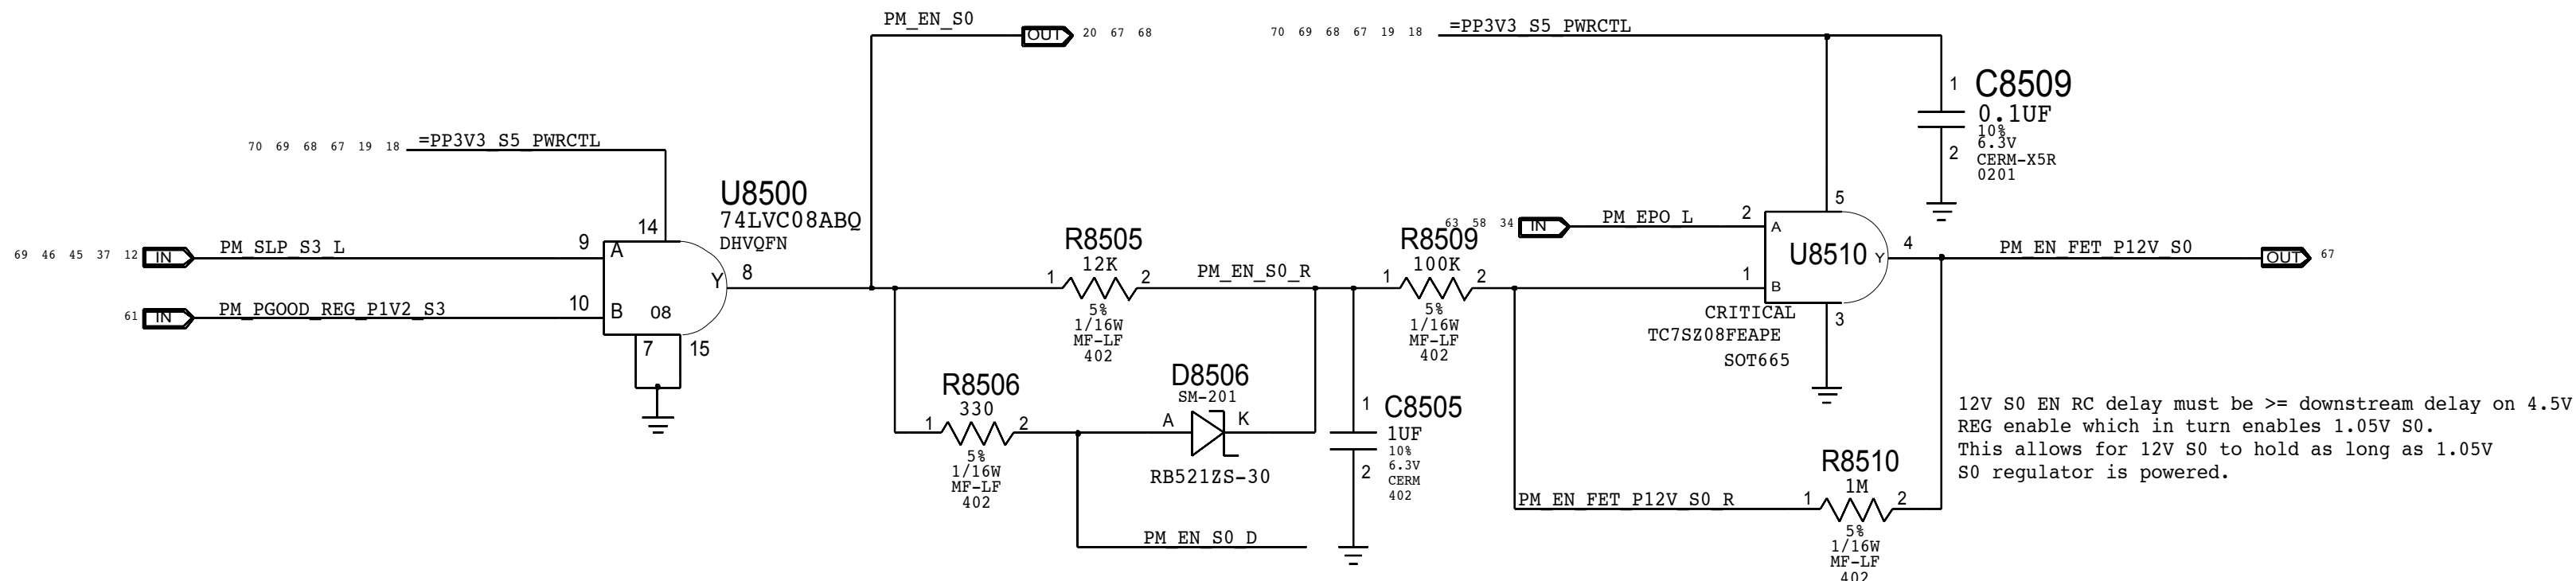 PM_EN_S0
OUT 20 67 68
70 69 68 67 19 18 =PP3V3_S5_PWRCTL
1 C8509
0.1UF
10%
6.3V
2 CERM-X5R
0201
70 69 68 67 19 18 =PP3V3_S5_PWRCTL
U8500
74LVC08ABQ
DHVQFN
14
69 46 45 37 12 IN PM_SLP_S3_L 9 A
Y 8
61 IN PM_PGOOD_REG_P1V2_S3 10 B 08
7 15
R8505
12K
1 2 PM_EN_S0_R
5%
1/16W
MF-LF
402
R8509
100K
1 2
5%
1/16W
MF-LF
402
63 58 34 IN PM_EPO_L 2 A
5
U8510 Y 4 PM_EN_FET_P12V_S0 OUT 67
1 B
3
CRITICAL
TC7SZ08FEAPE
SOT665
R8506
330
1 2
5%
1/16W
MF-LF
402
D8506
SM-201
A K
RB521ZS-30
PM_EN_S0_D
1 C8505
1UF
10%
6.3V
2 CERM
402
12V S0 EN RC delay must be >= downstream delay on 4.5V
REG enable which in turn enables 1.05V S0.
This allows for 12V S0 to hold as long as 1.05V
S0 regulator is powered.
R8510
1M
PM_EN_FET_P12V_S0_R 1 2
5%
1/16W
MF-LF
402